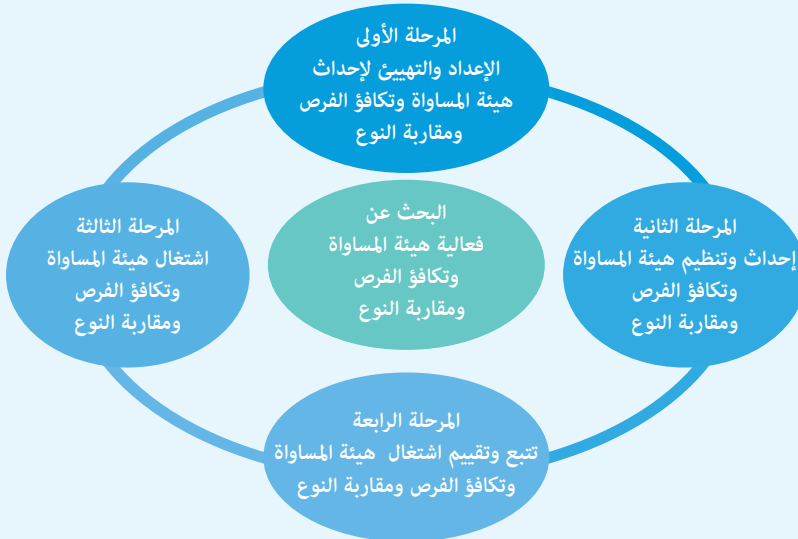 المرحلة الأولى
الإعداد والتهييئ لإحداث
هيئة المساواة وتكافؤ الفرص
ومقاربة النوع
المرحلة الثانية
إحداث وتنظيم هيئة المساواة
وتكافؤ الفرص
ومقاربة النوع
البحث عن
فعالية هيئة المساواة
وتكافؤ الفرص
ومقاربة النوع
المرحلة الثالثة
اشتغال هيئة المساواة
وتكافؤ الفرص
ومقاربة النوع
المرحلة الرابعة
تتبع وتقييم اشتغال هيئة المساواة
وتكافؤ الفرص ومقاربة النوع